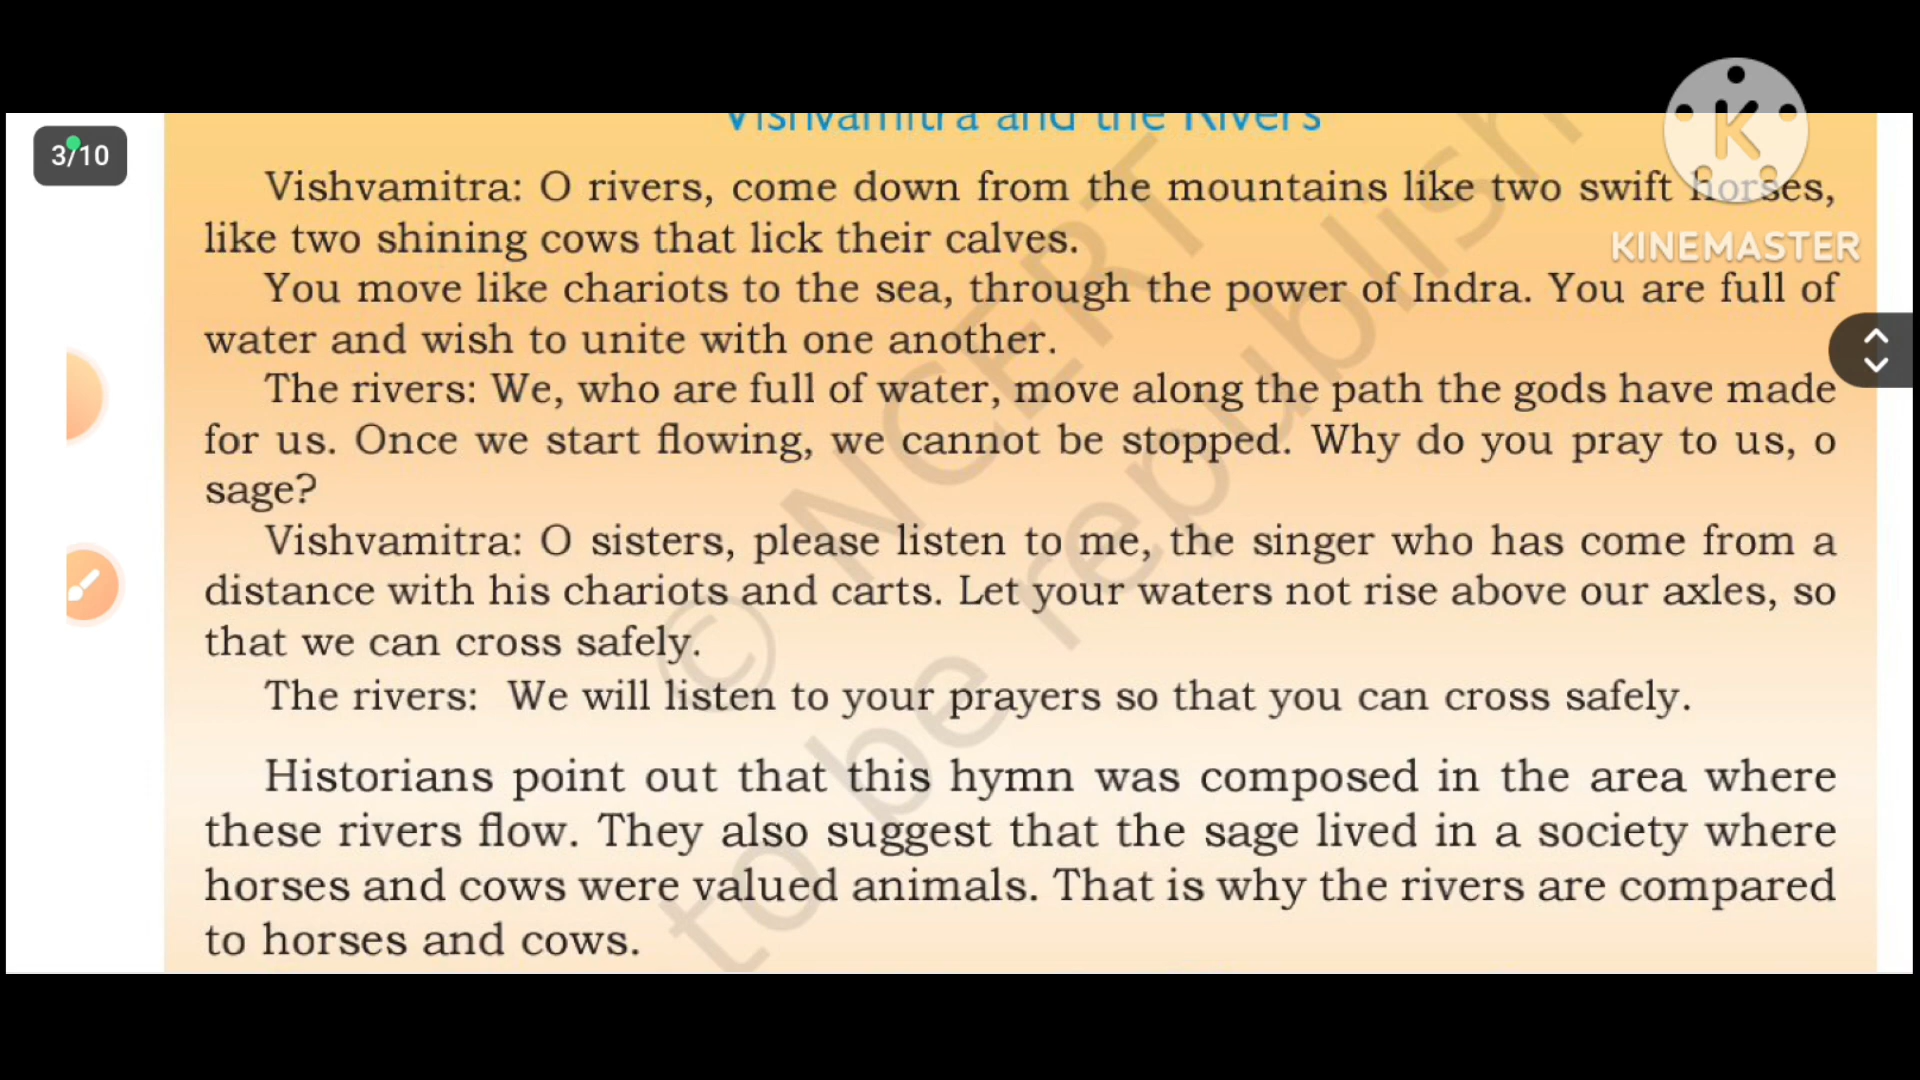 Vishvamitra and the Rivers
3/10
Vishvamitra: O rivers, come down from the mountains like two swift horses,
like two shining cows that lick their calves.
KINEMASTER
You move like chariots to the sea, through the power of Indra. You are full of
water and wish to unite with one another.
The rivers: We, who are full of water, move along the path the gods have made
for us. Once we start flowing, we cannot be stopped. Why do you pray to us, o
sage?
Vishvamitra: O sisters, please listen to me, the singer who has come from a
distance with his chariots and carts. Let your waters not rise above our axles, so
that we can cross safely.
The rivers: We will listen to your prayers so that you can cross safely.
Historians point out that this hymn was composed in the area where
these rivers flow. They also suggest that the sage lived in a society where
horses and cows were valued animals. That is why the rivers are compared
to horses and cows.
© NCERT
to be republish
K